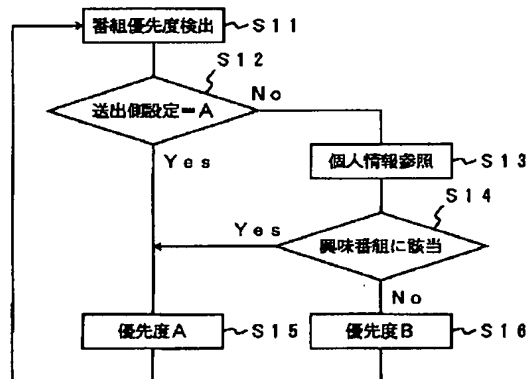 番組優先度検出 S11
S12
送出側設定=A
No
Yes
個人情報参照 S13
S14
Yes
興味番組に該当
No
優先度A S15
優先度B S16